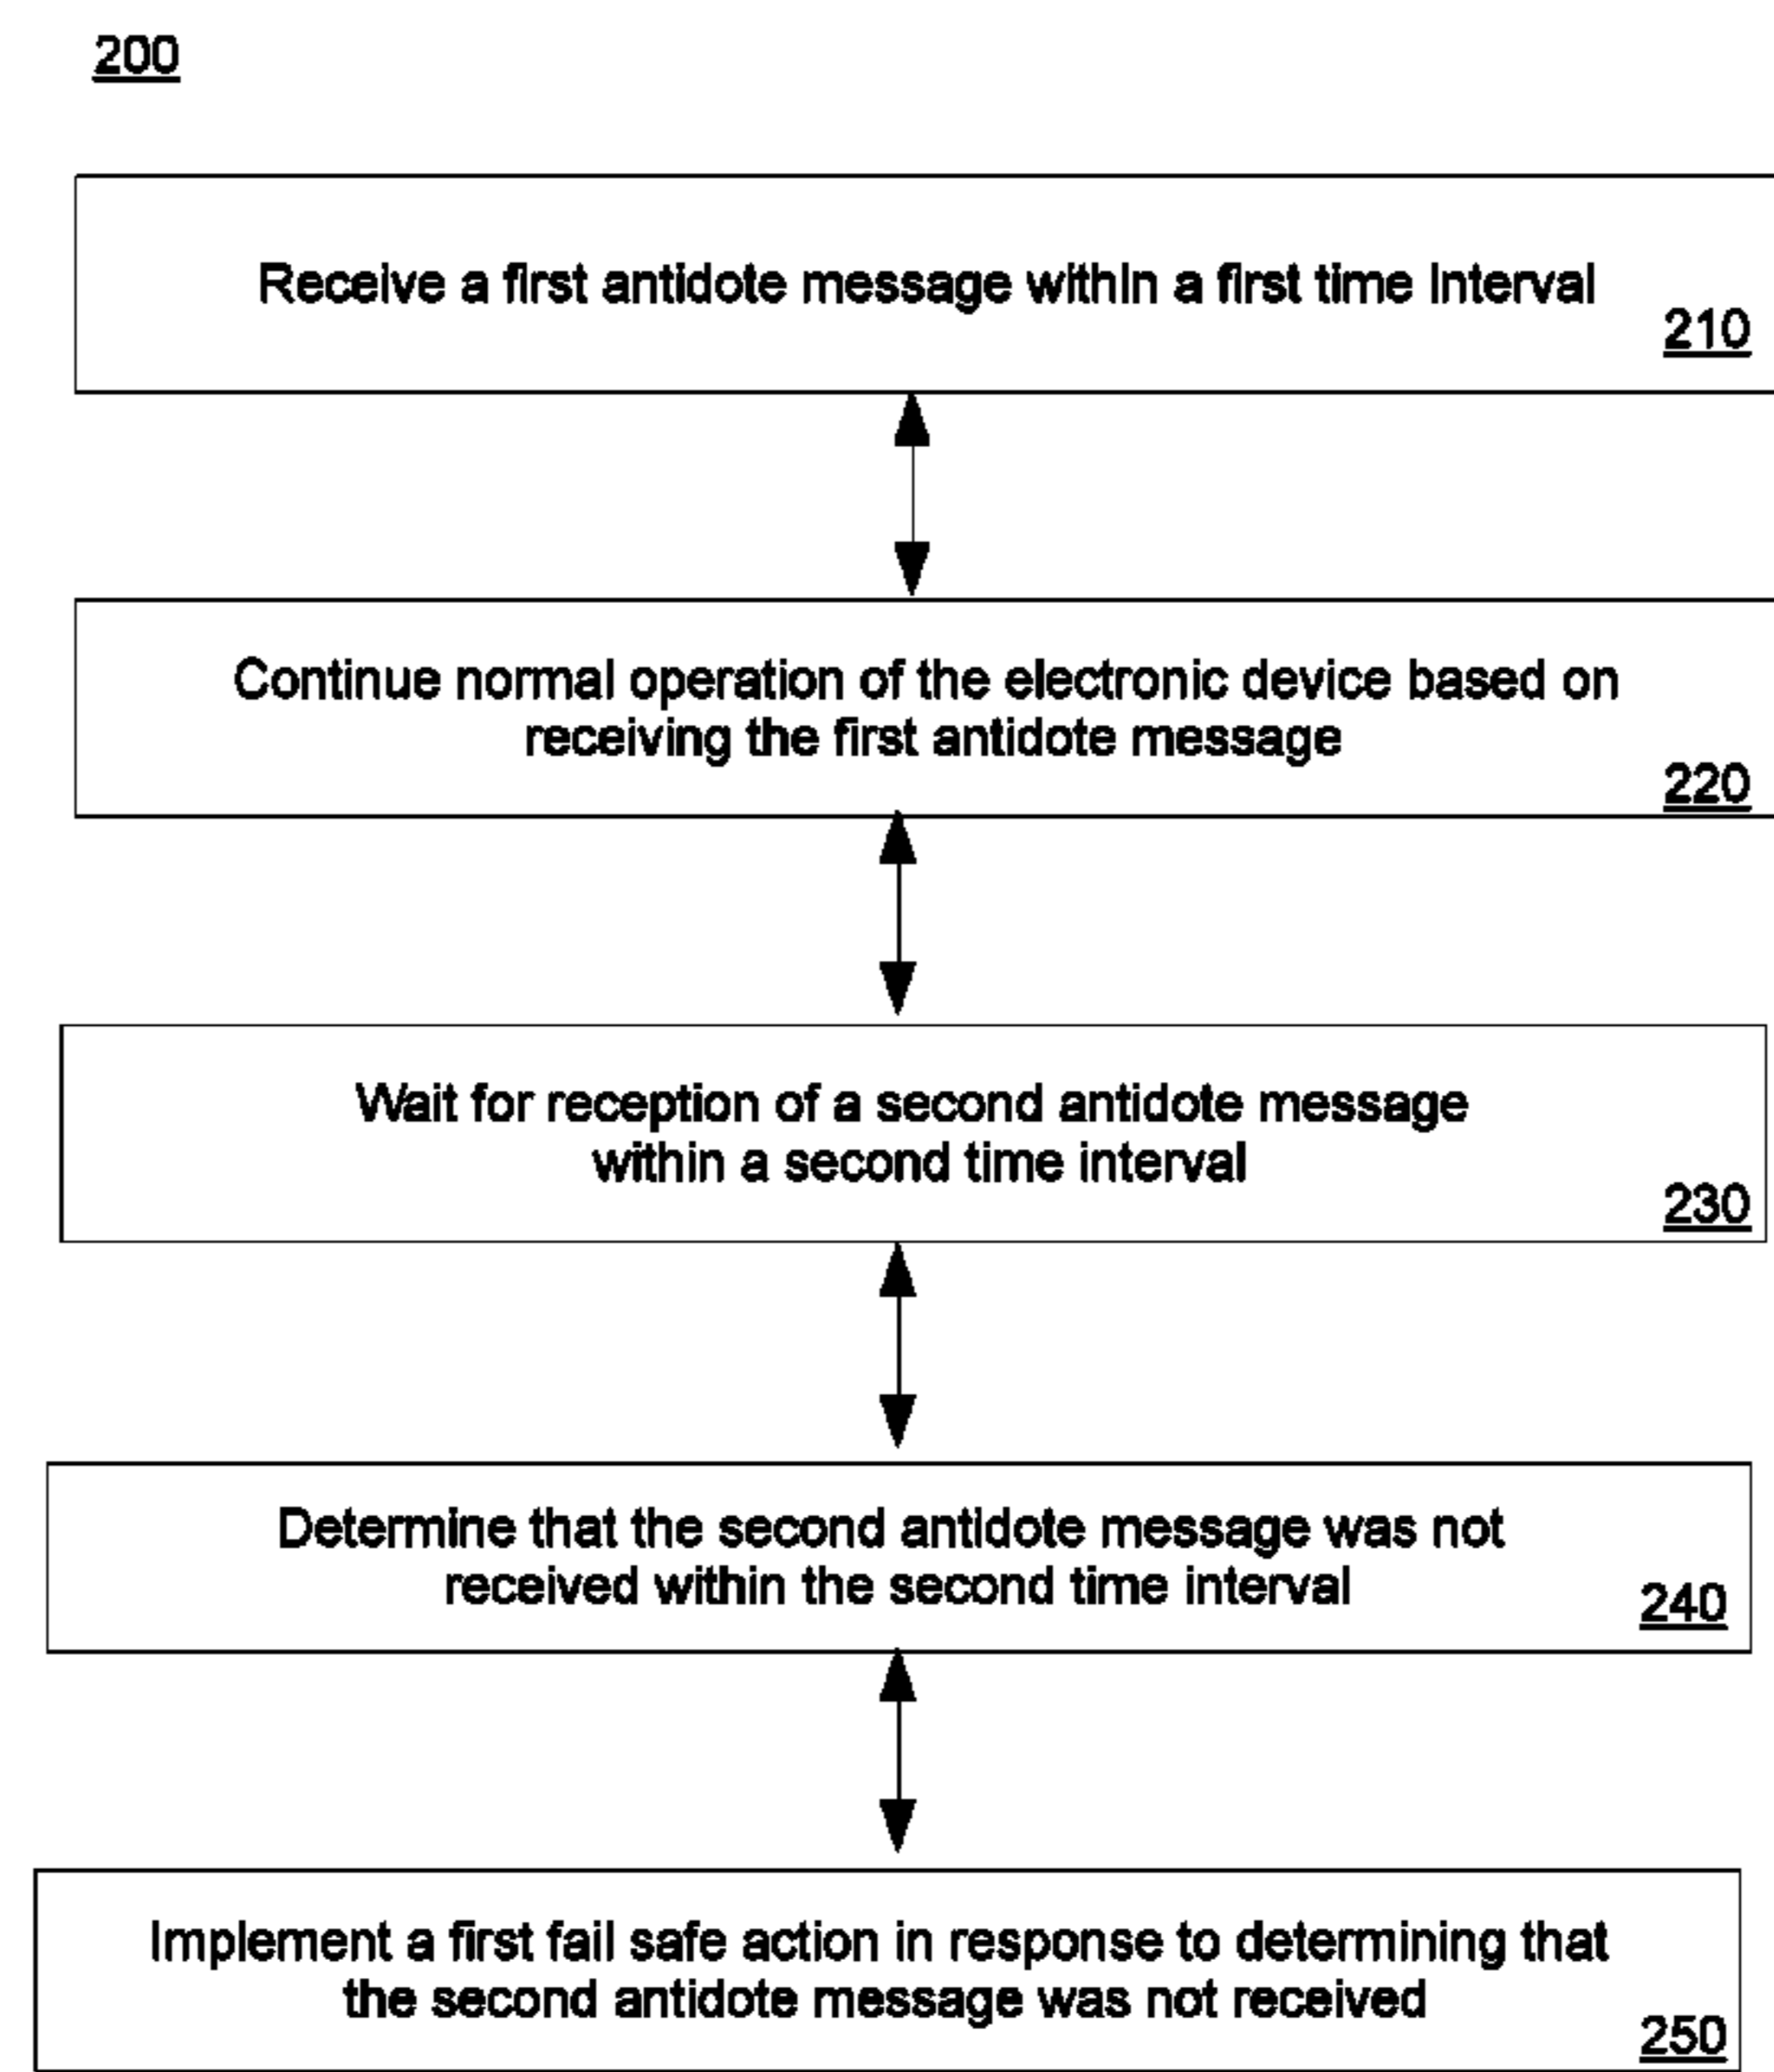 200
Receive a first antidote message within a first time interval
210
Continue normal operation of the electronic device based on
receiving the first antidote message
220
Wait for reception of a second antidote message
within a second time interval
230
Determine that the second antidote message was not
received within the second time interval
240
Implement a first fail safe action in response to determining that
the second antidote message was not received
250